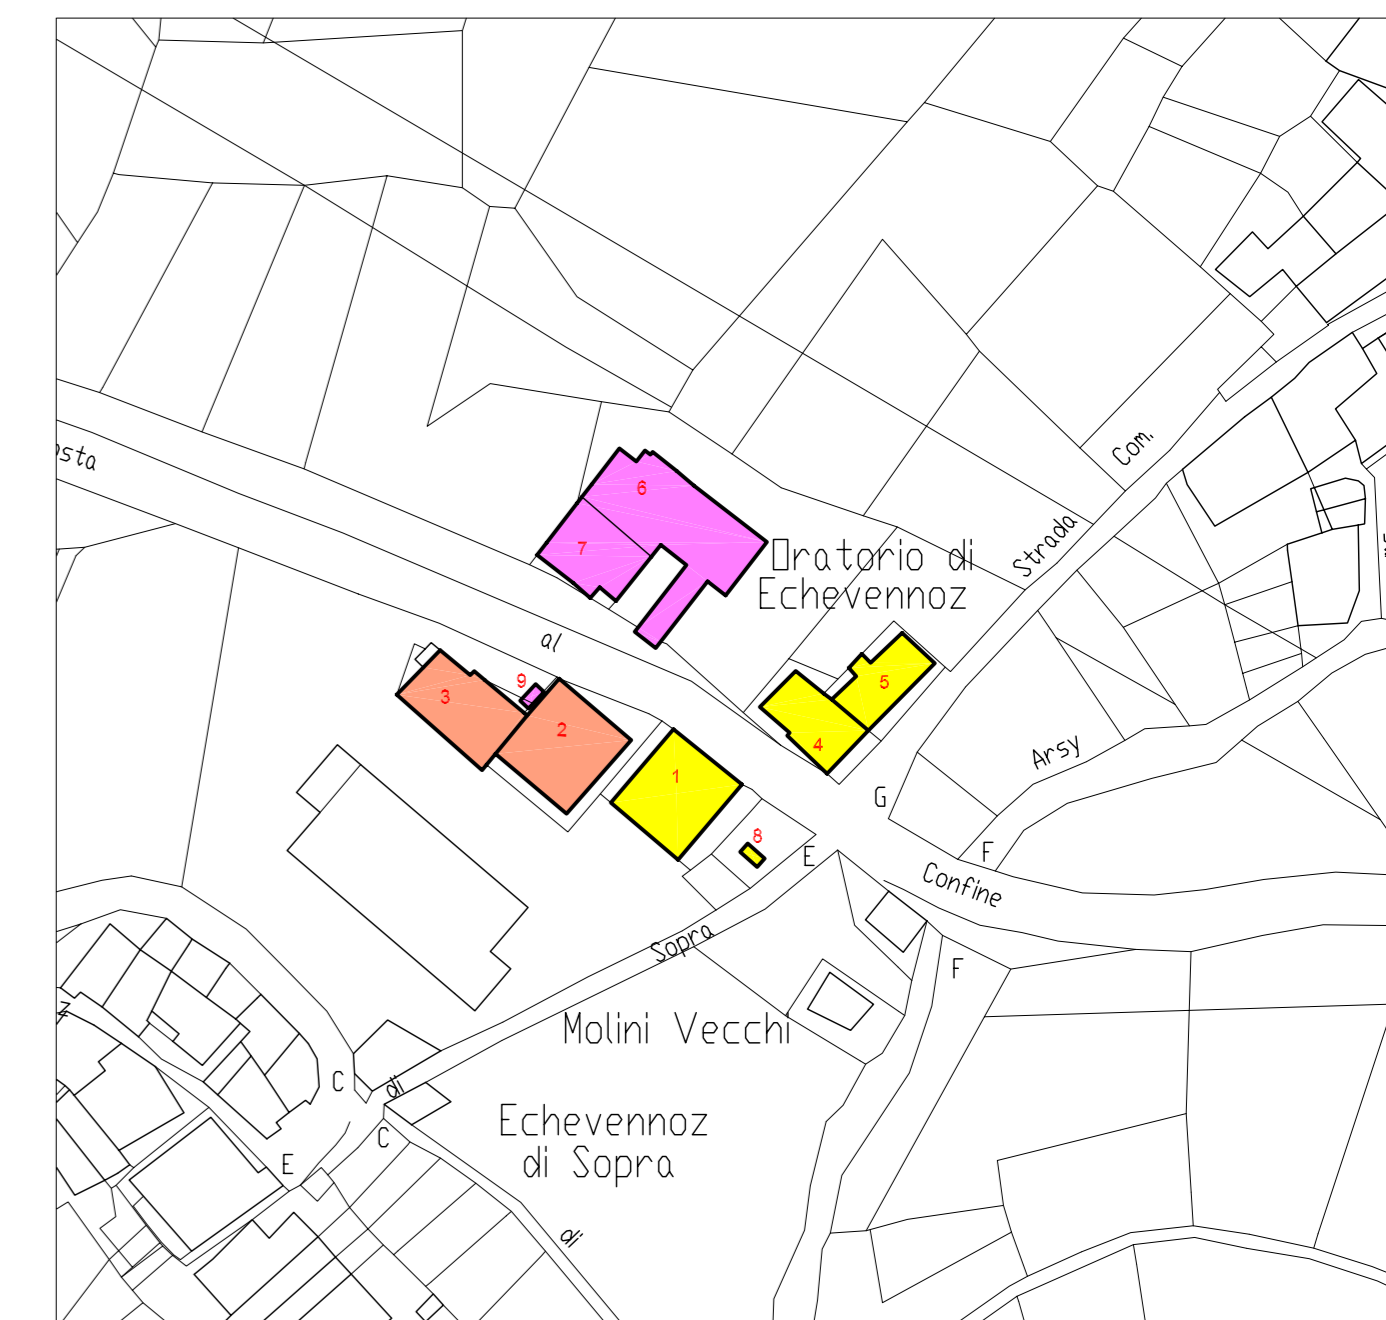 Com.
osta
6
Strada
7
Oratorio di
Echevennoz
al
9
3
5
2
4
Arsy
1
G
8
E
F
Confine
Sopra
F
Z
Molini Vecchi
C
di
Echevennoz
C
di Sopra
E
di